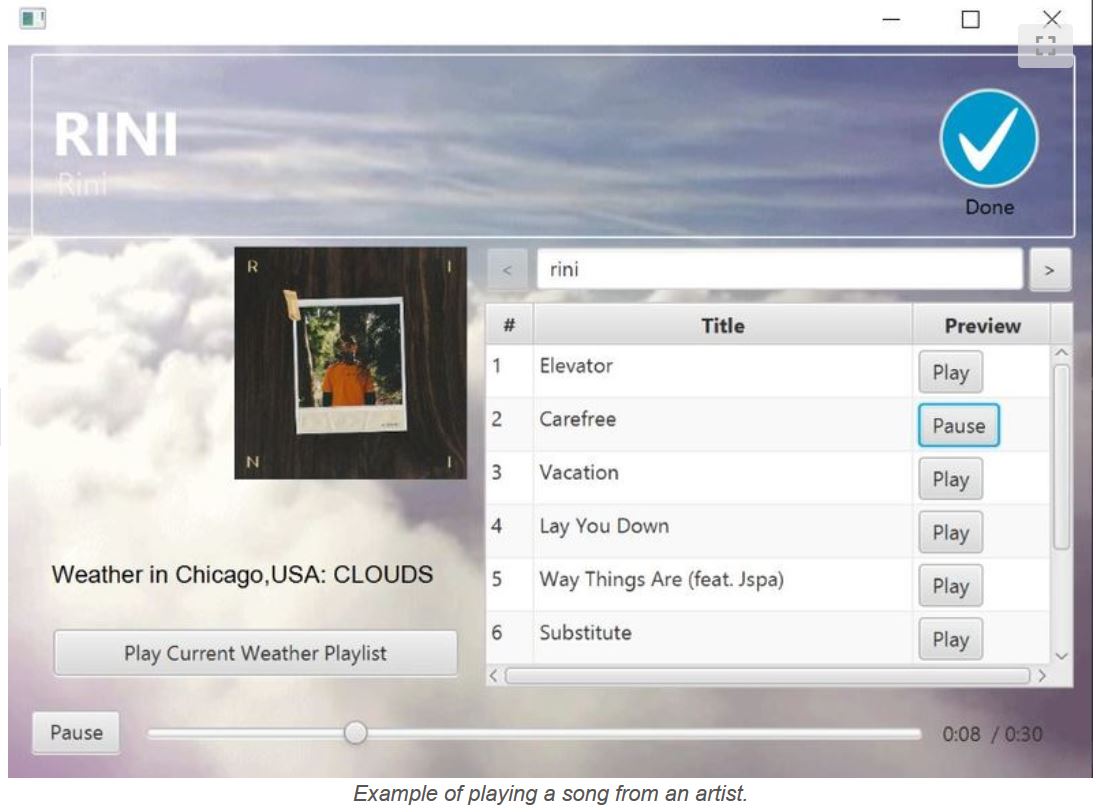 RINI
Rini
Done
R I
N I
< rini >
# Title Preview
1 Elevator Play
2 Carefree Pause
3 Vacation Play
4 Lay You Down Play
5 Way Things Are (feat. Jspa) Play
6 Substitute Play
Weather in Chicago,USA: CLOUDS
Play Current Weather Playlist
Pause 0:08 / 0:30
Example of playing a song from an artist.